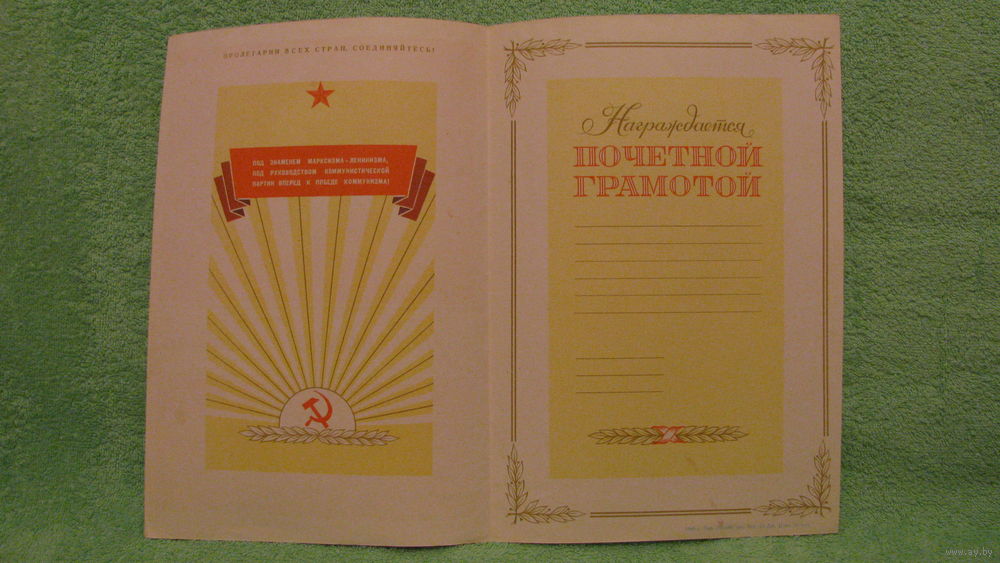 ПРОЛЕТАРИИ ВСЕХ СТРАН, СОЕДИНЯЙТЕСЬ!
ПОД ЗНАМЕНЕМ МАРКСИЗМА-ЛЕНИНИЗМА,
ПОД РУКОВОДСТВОМ КОММУНИСТИЧЕСКОЙ
ПАРТИИ ВПЕРЕД К ПОБЕДЕ КОММУНИЗМА!
Награждается
ПОЧЕТНОЙ
ГРАМОТОЙ
www.ay.by